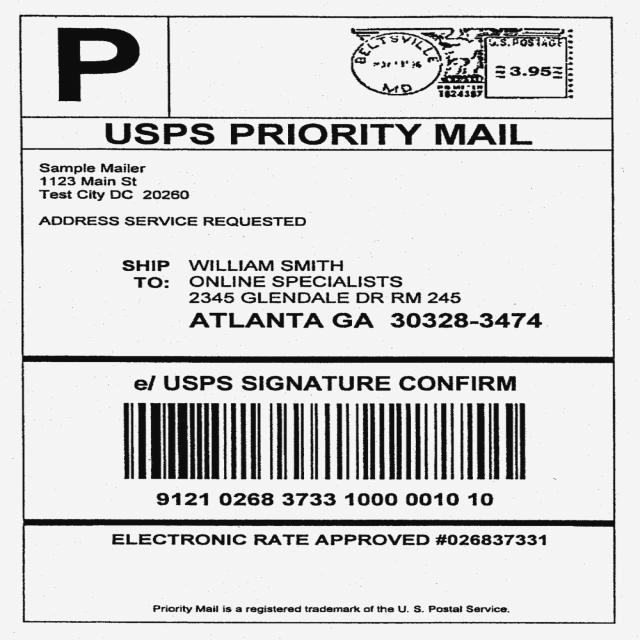 P
BELTSVILLE
MD
U.S. POSTAGE
3.95
USPS PRIORITY MAIL
Sample Mailer
1123 Main St
Test City DC 20260
ADDRESS SERVICE REQUESTED
SHIP TO: WILLIAM SMITH
ONLINE SPECIALISTS
2345 GLENDALE DR RM 245
ATLANTA GA 30328-3474
e/ USPS SIGNATURE CONFIRM
9121 0268 3733 1000 0010 10
ELECTRONIC RATE APPROVED #026837331
Priority Mail is a registered trademark of the U. S. Postal Service.